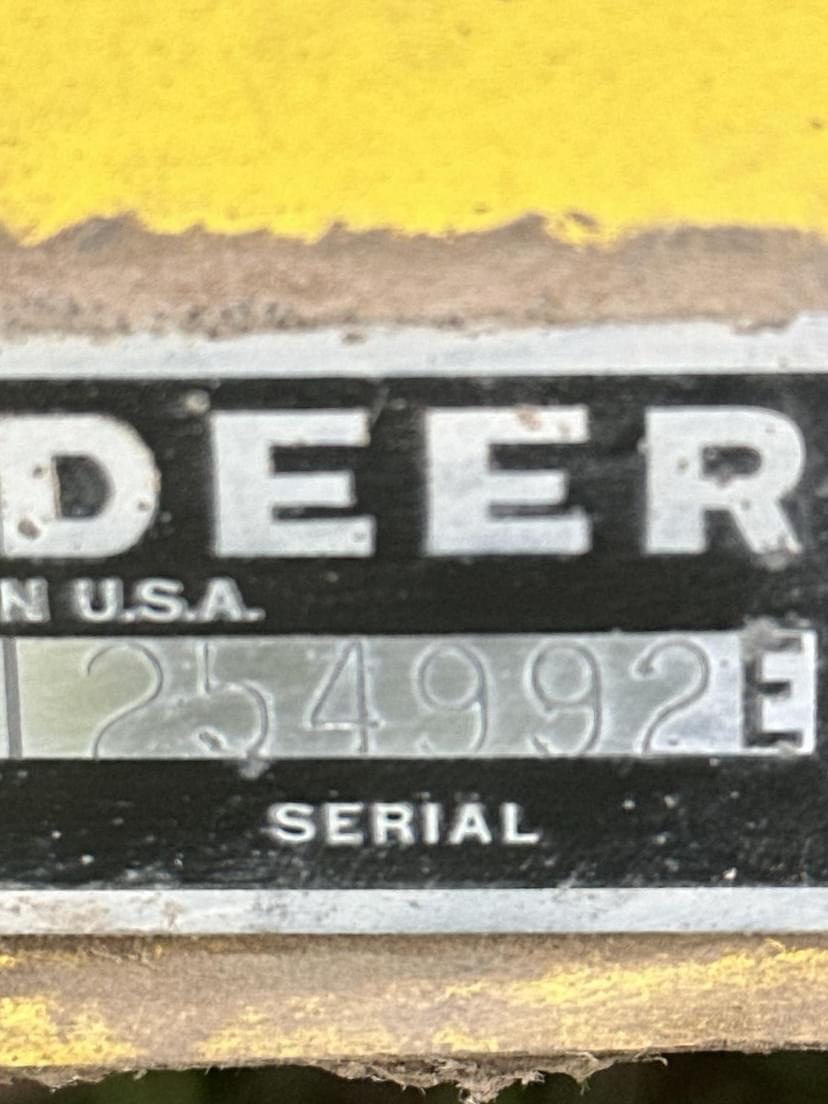 DEER
N U.S.A.
254992E
SERIAL